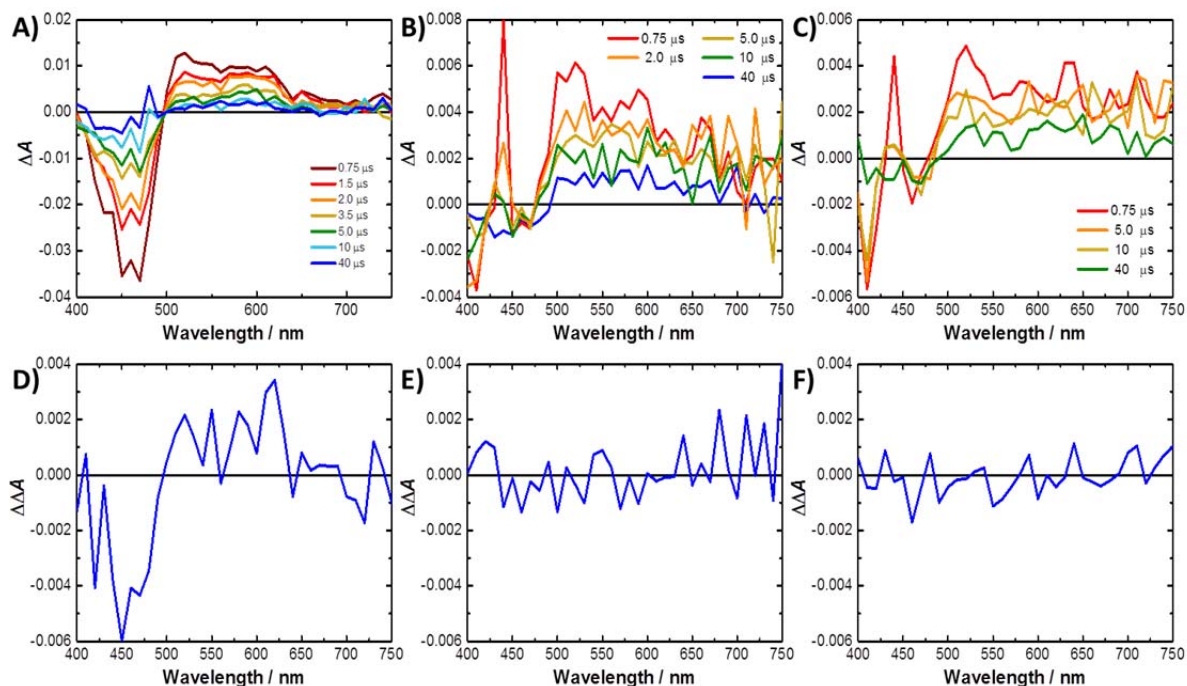 A)
ΔA
0.02
0.01
0.00
-0.01
-0.02
-0.03
-0.04
0.75 µs
1.5 µs
2.0 µs
3.5 µs
5.0 µs
10 µs
40 µs
400 450 500 550 600 650 700 750
Wavelength / nm
B)
ΔA
0.008
0.006
0.004
0.002
0.000
-0.002
0.004
0.75 µs 5.0 µs
2.0 µs 10 µs
40 µs
400 450 500 550 600 650 700 750
Wavelength / nm
C)
ΔA
0.006
0.004
0.002
0.000
-0.002
-0.004
-0.006
0.75 µs
5.0 µs
10 µs
40 µs
400 450 500 550 600 650 700 750
Wavelength / nm
D)
ΔΔA
0.004
0.002
0.000
-0.002
-0.004
-0.006
400 450 500 550 600 650 700 750
Wavelength / nm
E)
ΔΔA
0.004
0.002
0.000
-0.002
-0.004
-0.006
400 450 500 550 600 650 700 750
Wavelength / nm
F)
ΔΔA
0.004
0.002
0.000
-0.002
-0.004
-0.006
400 450 500 550 600 650 700 750
Wavelength / nm